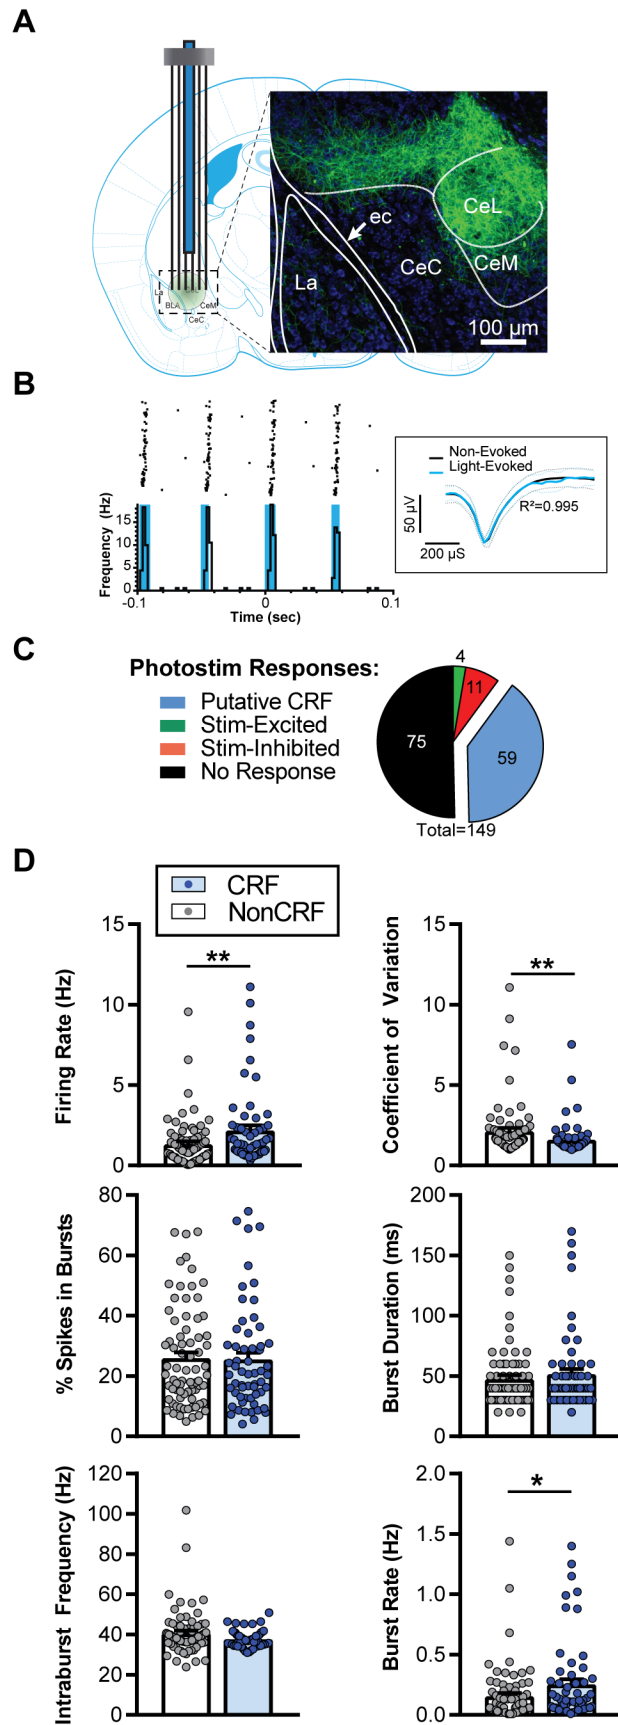 A
CeL
ec
CeC
CeM
La
100 µm
La
BLA
CeM
CeC
B
Non-Evoked
Light-Evoked
R²=0.995
50 µV
200 µS
Frequency (Hz)
15
10
5
0
-0.1
0
0.1
Time (sec)
C
Photostim Responses:
Putative CRF
Stim-Excited
Stim-Inhibited
No Response
4
11
75
59
Total=149
D
CRF
NonCRF
Firing Rate (Hz)
15
10
5
0
**
Coefficient of Variation
15
10
5
0
**
% Spikes in Bursts
80
60
40
20
0
Burst Duration (ms)
200
150
100
50
0
Intraburst Frequency (Hz)
120
100
80
60
40
20
0
Burst Rate (Hz)
2.0
1.5
1.0
0.5
0.0
*